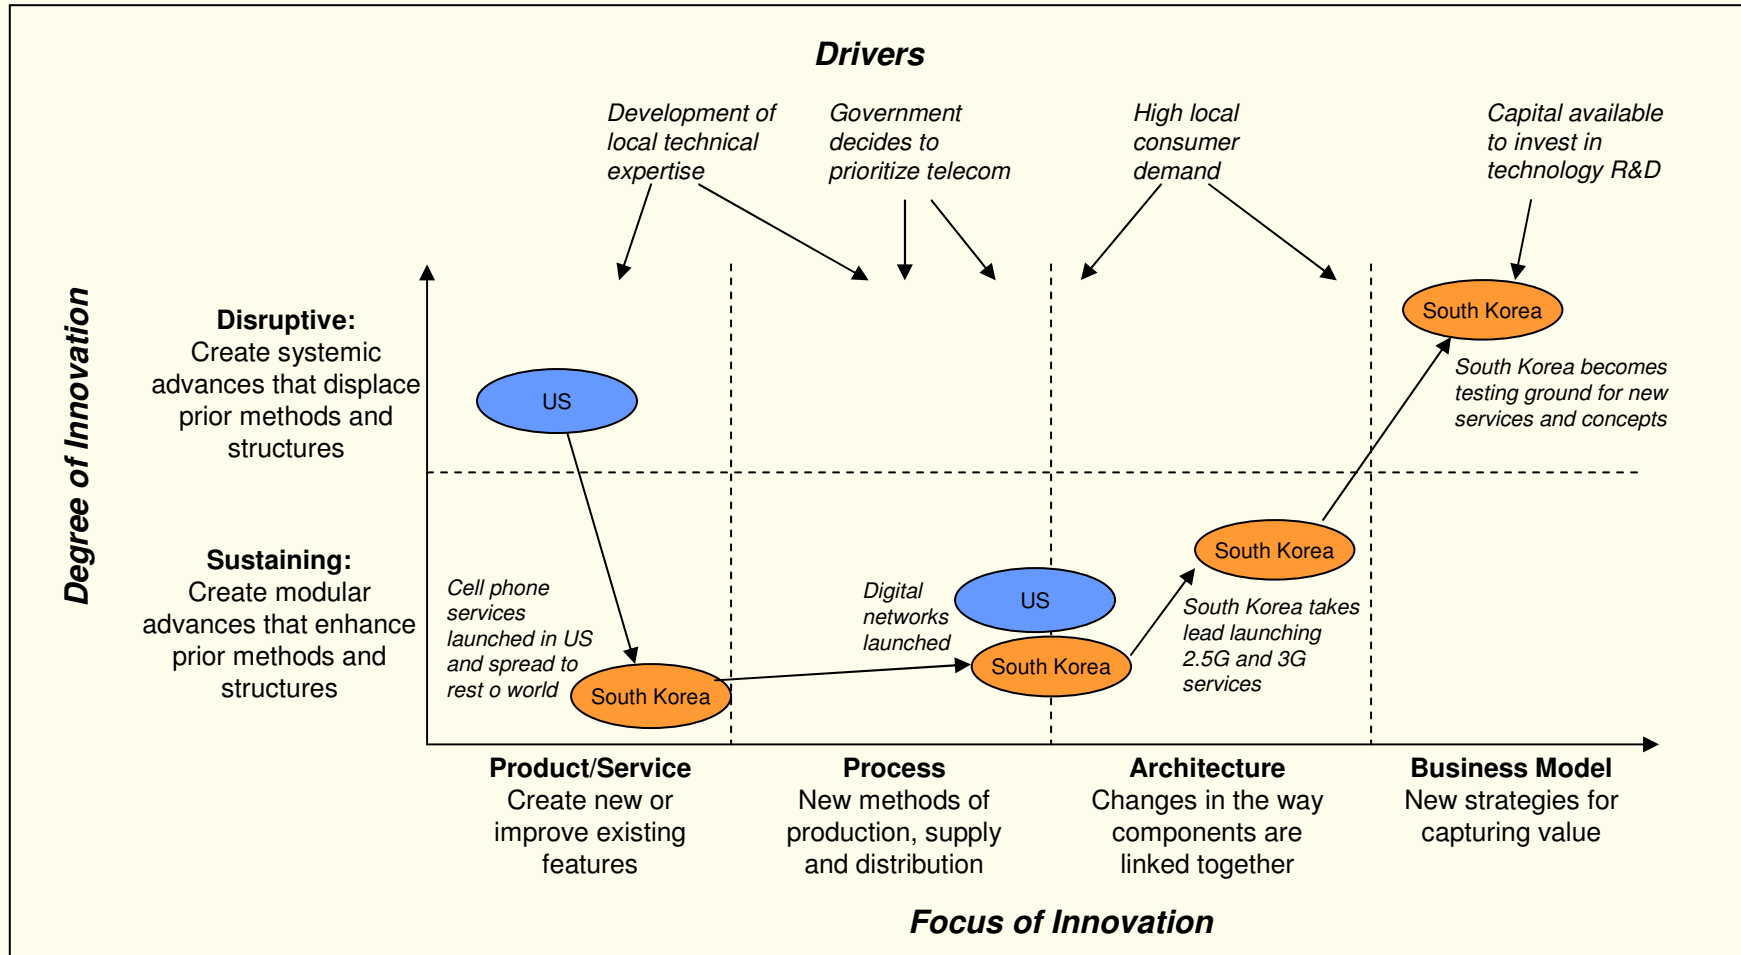 Drivers
Development of
local technical
expertise
Government
decides to
prioritize telecom
High local
consumer
demand
Capital available
to invest in
technology R&D
Degree of Innovation
Disruptive:
Create systemic
advances that displace
prior methods and
structures
Sustaining:
Create modular
advances that enhance
prior methods and
structures
US
South Korea
South Korea becomes
testing ground for new
services and concepts
Cell phone
services
launched in US
and spread to
rest o world
South Korea
Digital
networks
launched
US
South Korea
South Korea
South Korea takes
lead launching
2.5G and 3G
services
Product/Service
Create new or
improve existing
features
Process
New methods of
production, supply
and distribution
Architecture
Changes in the way
components are
linked together
Business Model
New strategies for
capturing value
Focus of Innovation